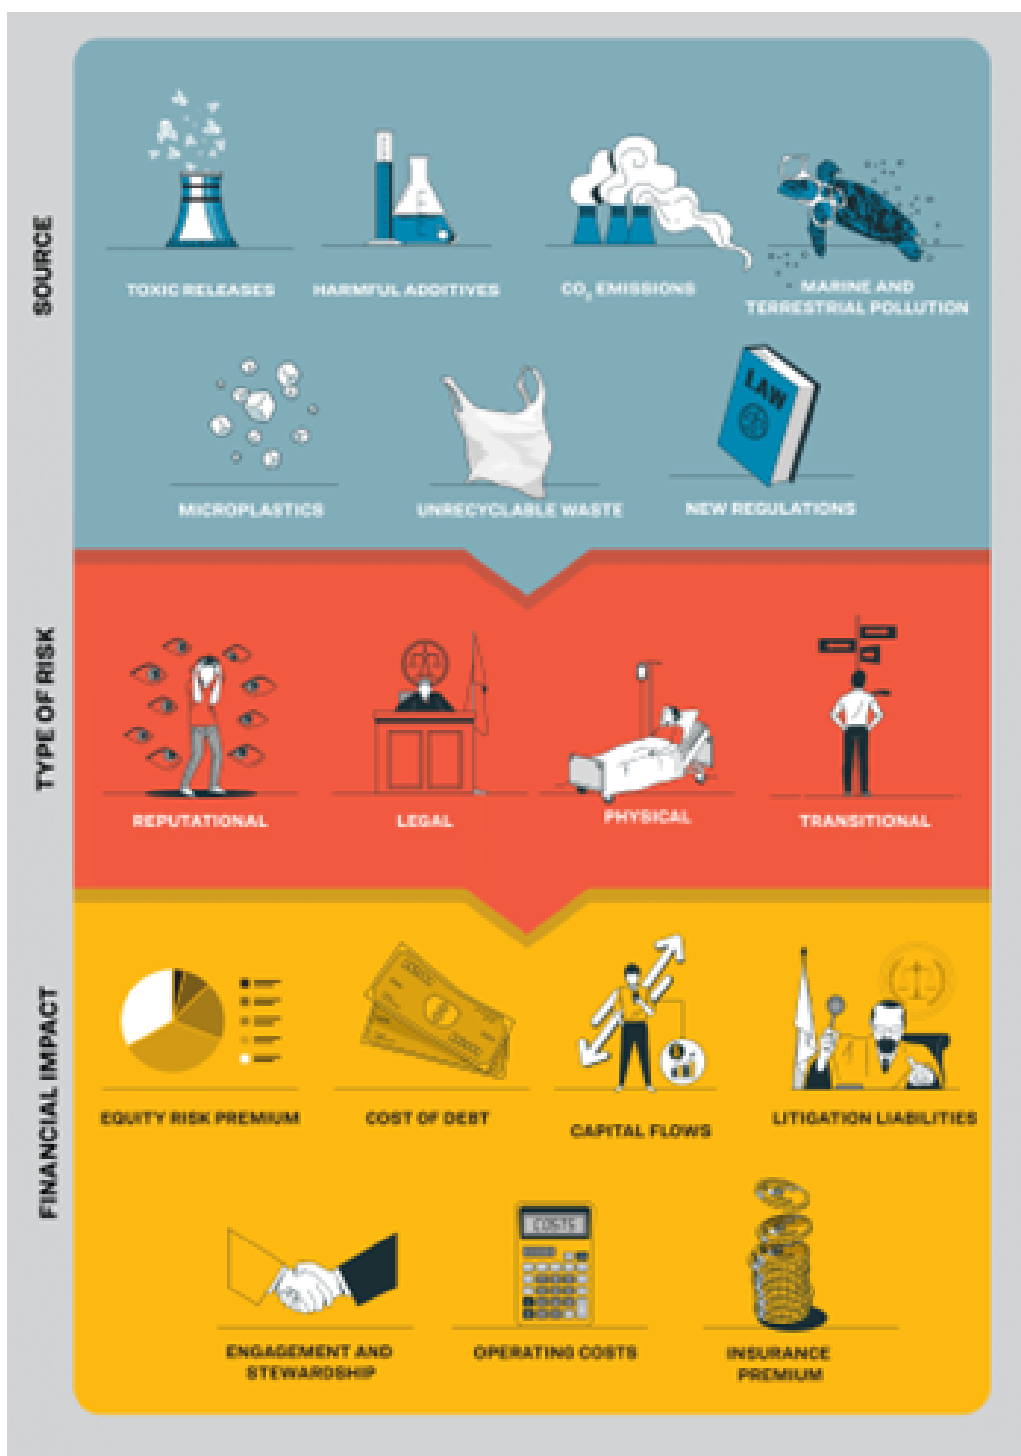 SOURCE
TOXIC RELEASES
HARMFUL ADDITIVES
CO₂ EMISSIONS
MARINE AND
TERRESTRIAL POLLUTION
LAW
MICROPLASTICS
UNRECYCLABLE WASTE
NEW REGULATIONS
TYPE OF RISK
REPUTATIONAL
LEGAL
PHYSICAL
TRANSITIONAL
FINANCIAL IMPACT
EQUITY RISK PREMIUM
COST OF DEBT
CAPITAL FLOWS
LITIGATION LIABILITIES
COSTS
ENGAGEMENT AND
STEWARDSHIP
OPERATING COSTS
INSURANCE
PREMIUM